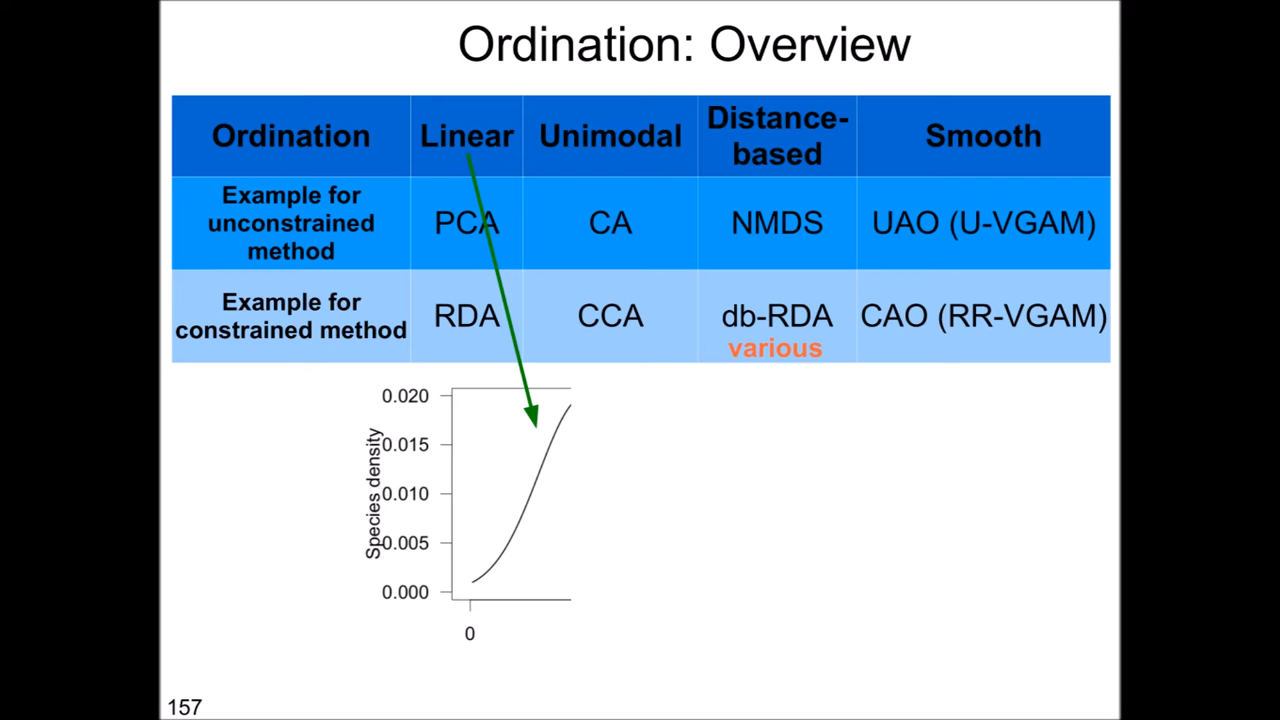 Ordination: Overview
Ordination Linear Unimodal Distance-
based Smooth
Example for
unconstrained
method PCA CA NMDS UAO (U-VGAM)
Example for
constrained method RDA CCA db-RDA CAO (RR-VGAM)
various
0.020
0.015
0.010
0.005
0.000
Species density
0
157